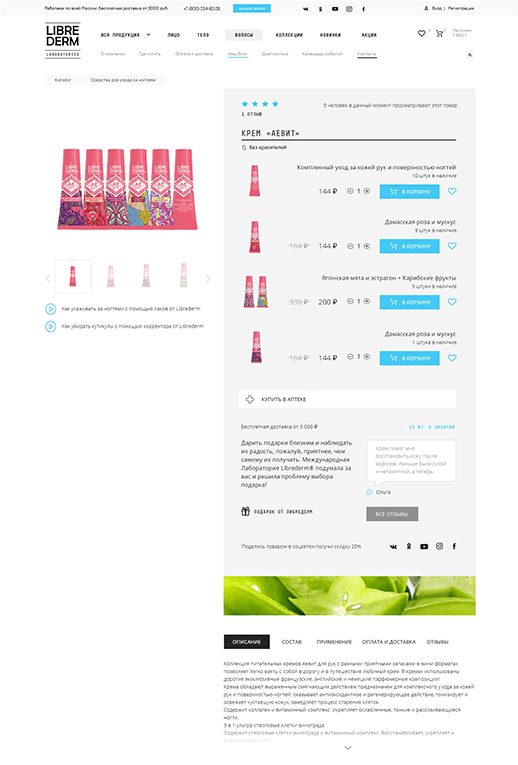 Работаем по всей России. Бесплатная доставка от 3000 руб.
+7 (800) 334-82-03
ЗАКАЗАТЬ ЗВОНОК
Вход | Регистрация
LIBRE
DERM
LABORATORIES
ВСЯ ПРОДУКЦИЯ
ЛИЦО
ТЕЛО
ВОЛОСЫ
КОЛЛЕКЦИИ
НОВИНКИ
АКЦИИ
На сумму
1 500 г
О компании
Где купить
Оплата и доставка
Наш блог
Диагностика
Календарь событий
Контакты
Каталог
Средства для ухода за ногтями
5 человек в данный момент просматривают этот товар
1 ОТЗЫВ
КРЕМ «АЕВИТ»
Без красителей
Комплексный уход за кожей рук и поверхностью ногтей
10 штук в наличие
144 ₽
1
В КОРЗИНУ
Дамасская роза и мускус
9 штук в наличие
164 ₽
144 ₽
1
В КОРЗИНУ
Японская мята и эстрагон + Карибские фрукты
3 штуки в наличие
330 ₽
200 ₽
1
В КОРЗИНУ
Дамасская роза и мускус
1 штука в наличие
164 ₽
144 ₽
1
В КОРЗИНУ
Как ухаживать за ногтями с помощью лаков от Librederm
Как убирать кутикулы с помощью корректора от Librederm
КУПИТЬ В АПТЕКЕ
Бесплатная доставка от 3 000 ₽
15 ШТ. В НАЛИЧИИ
Дарить подарки близким и наблюдать
их радость, пожалуй, приятнее, чем
самому их получать. Международная
Лаборатория Librederm® подумала за
вас и решила проблему выбора
подарка!
Крем помог мне
восстановить кожу после
морозов. Раньше была сухой
и неприятной, а теперь.
Ольга
ПОДАРОК ОТ ЛИБРЕДЕРМ
ВСЕ ОТЗЫВЫ
Поделись товаром в соцсетях-получи скидку 20%
ОПИСАНИЕ
СОСТАВ
ПРИМЕНЕНИЕ
ОПЛАТА И ДОСТАВКА
ОТЗЫВЫ
Коллекция питательных кремов Аевит для рук с разными приятными запахами в мини форматах
позволяет легко взять с собой в дорогу и в путешествие любимый крем. В кремах использованы
дорогие эксклюзивные французские, английские и немецкие парфюмерные композиции!
Крема обладают выраженным смягчающим действием предназначен для комплексного ухода за кожей
рук и поверхностью ногтей: оказывает антиоксидантное и регенерирующее действие, тонизирует и
освежает «уставшую кожу», замедляет процесс старения клеток.
Содержит коллаген и витаминный комплекс. Укрепляет ослабленные, тонкие и расслаивающиеся
ногти.
3 в 1 ультра стволовые клетки винограда
Содержит стволовые клетки винограда и витаминный комплекс. Восстанавливает, укрепляет и